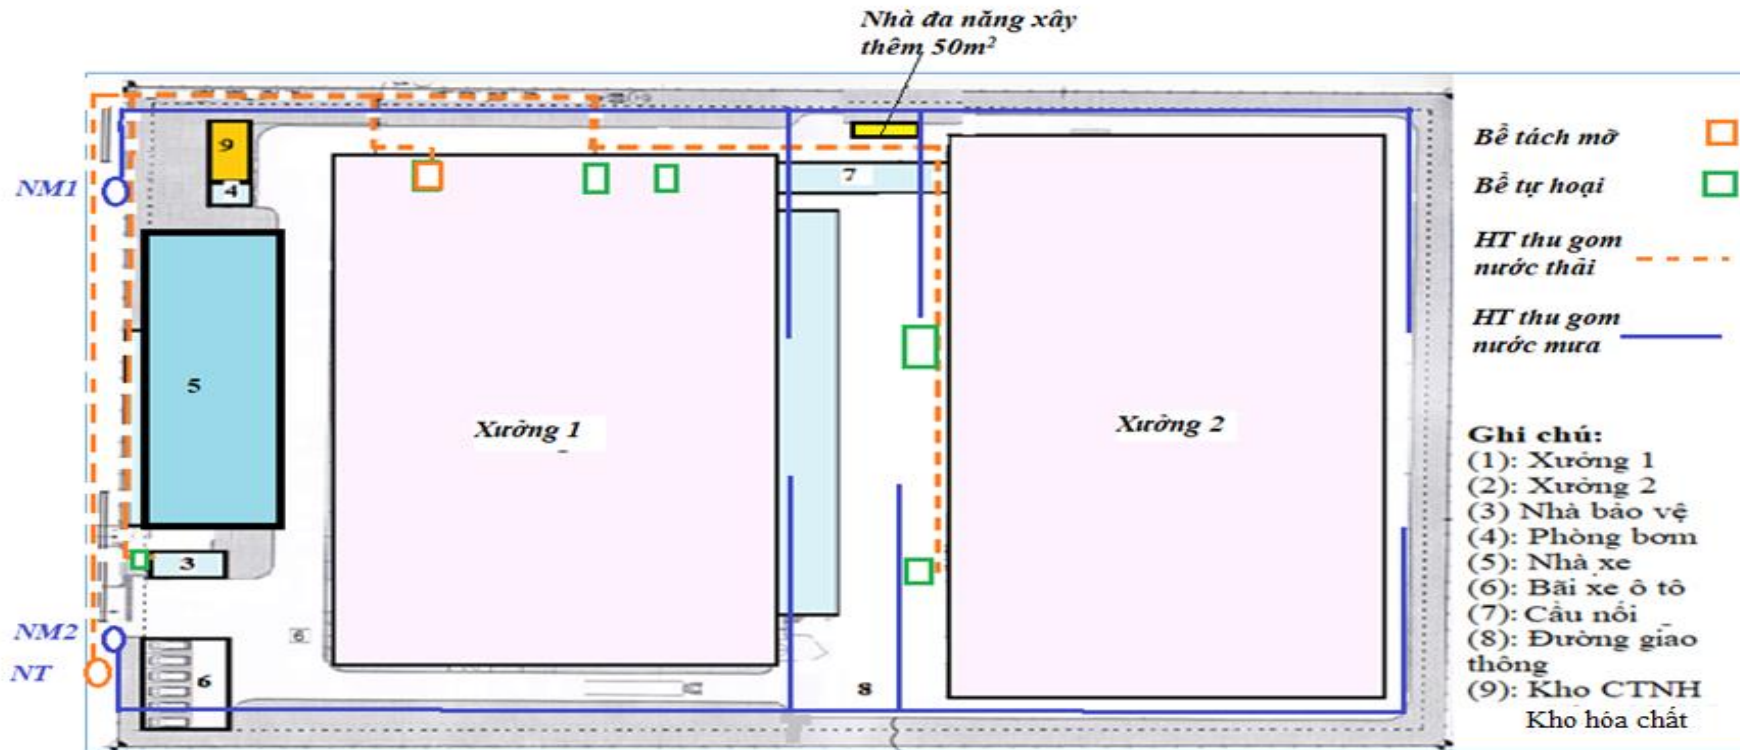 Nhà đa năng xây
thêm 50m²
9
4
7
NM1
5
Xưởng 1
Xưởng 2
3
NM2
NT
6
6
8
Bể tách mỡ
Bể tự hoại
HT thu gom
nước thải
HT thu gom
nước mưa
Ghi chú:
(1): Xưởng 1
(2): Xưởng 2
(3) Nhà bảo vệ
(4): Phòng bơm
(5): Nhà xe
(6): Bãi xe ô tô
(7): Cầu nối
(8): Đường giao
thông
(9): Kho CTNH
Kho hóa chất